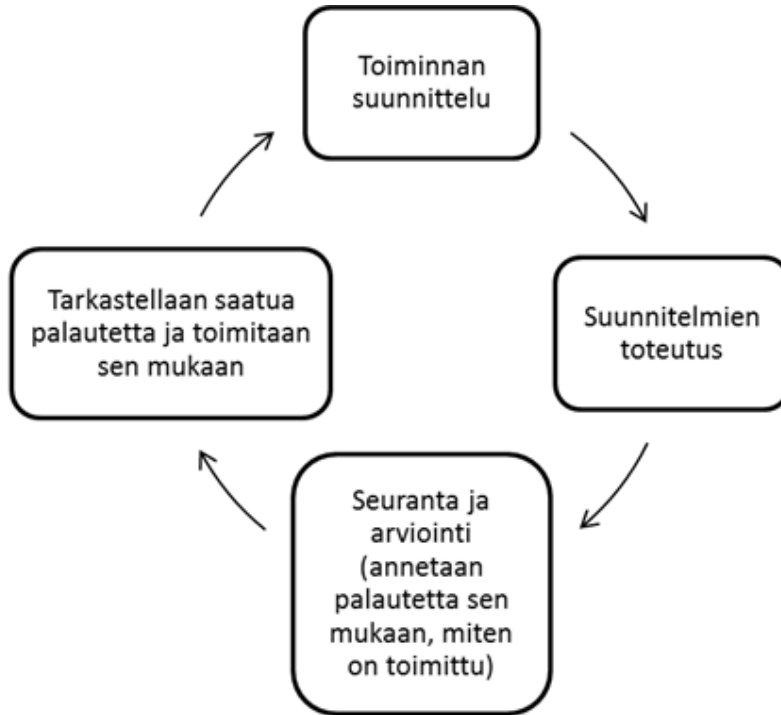 Toiminnan
suunnittelu
Suunnitelmien
toteutus
Seuranta ja
arviointi
(annetaan
palautetta sen
mukaan, miten
on toimittu)
Tarkastellaan saatua
palautetta ja toimitaan
sen mukaan